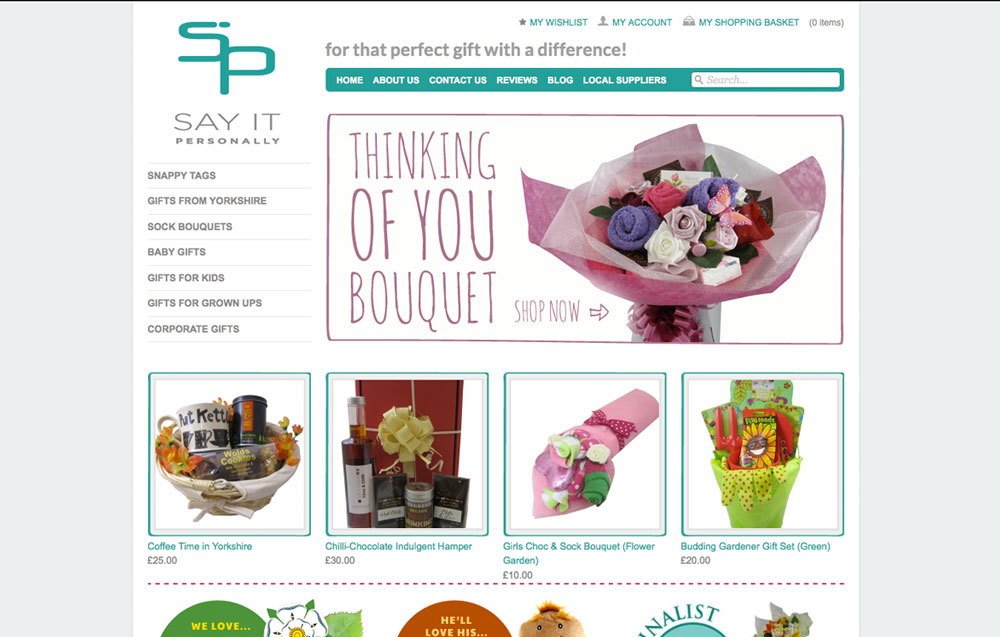 MY WISHLIST MY ACCOUNT MY SHOPPING BASKET (0 items)
SAY IT
PERSONALLY
for that perfect gift with a difference!
HOME ABOUT US CONTACT US REVIEWS BLOG LOCAL SUPPLIERS Search...
SNAPPY TAGS
GIFTS FROM YORKSHIRE
SOCK BOUQUETS
BABY GIFTS
GIFTS FOR KIDS
GIFTS FOR GROWN UPS
CORPORATE GIFTS
THINKING
OF YOU
BOUQUET
SHOP NOW
Put Kettle
Wolds
Cookies
Coffee Time in Yorkshire
£25.00
Chilli-Chocolate Indulgent Hamper
£30.00
Girls Choc & Sock Bouquet (Flower
Garden)
£10.00
Budding Gardener Gift Set (Green)
£20.00
WE LOVE...
HE'LL
LOVE HIS...